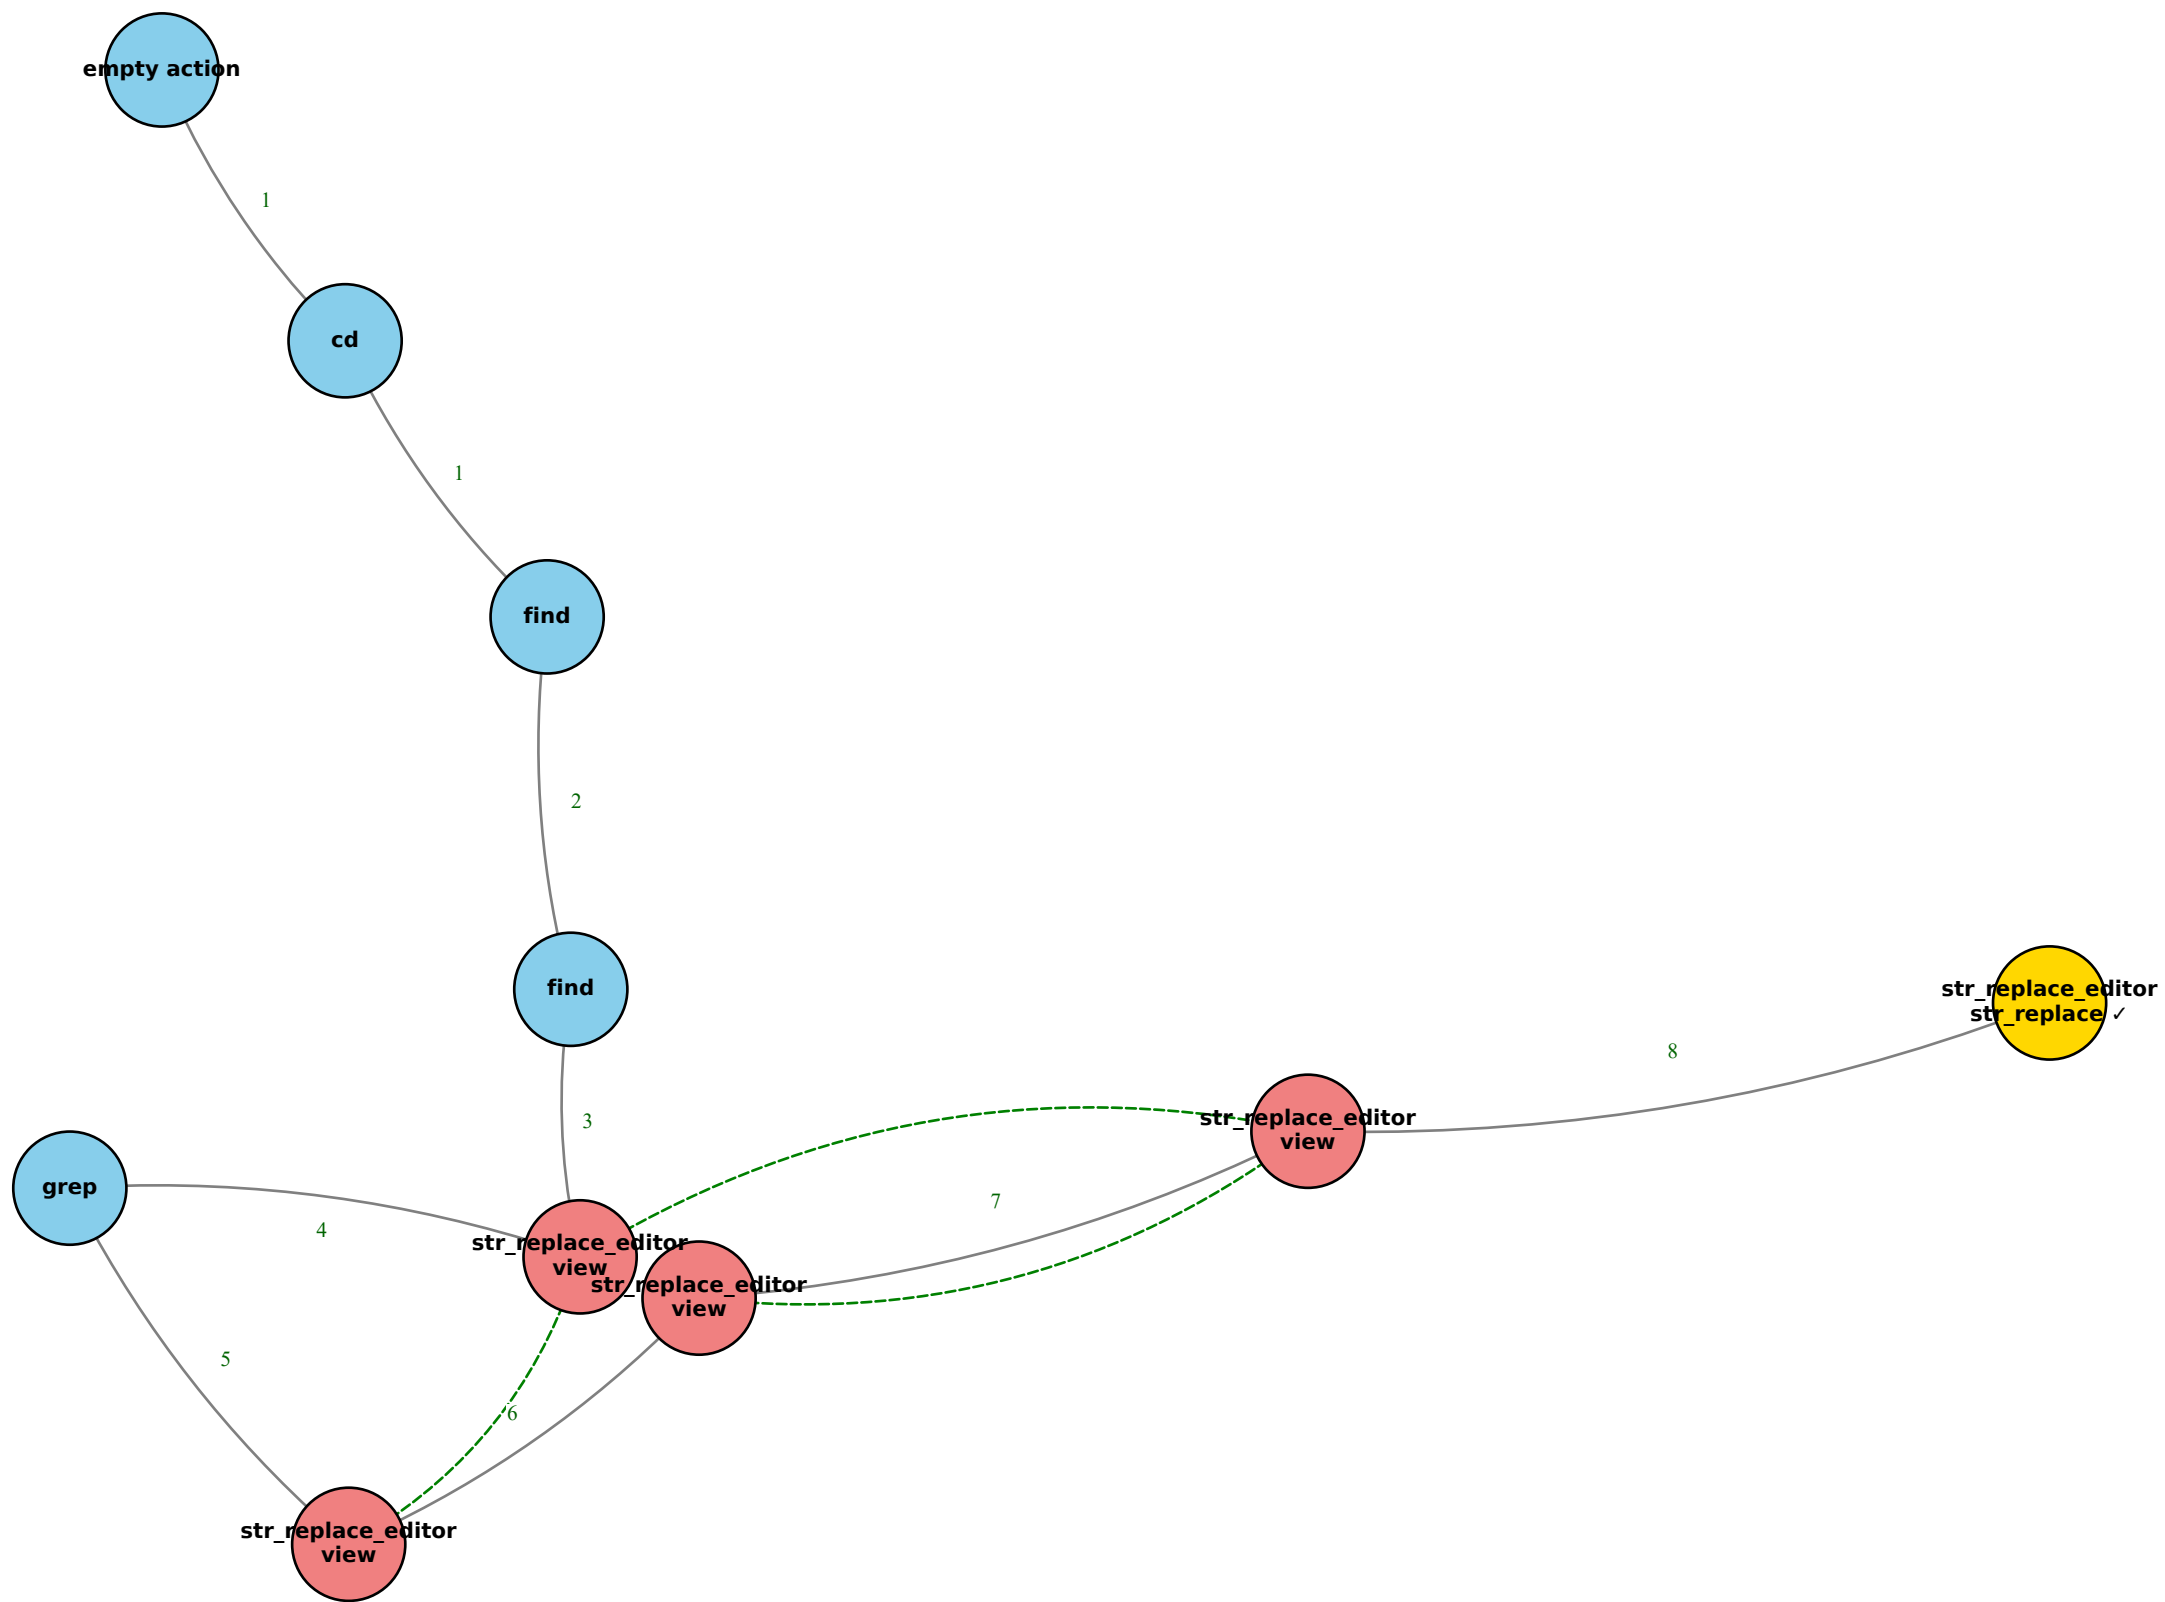 empty action
1
cd
1
find
2
find
3
grep
4
str_replace_editor
view
str_replace_editor
view
5
6
str_replace_editor
view
7
str_replace_editor
view
8
str_replace_editor
str_replace ✓